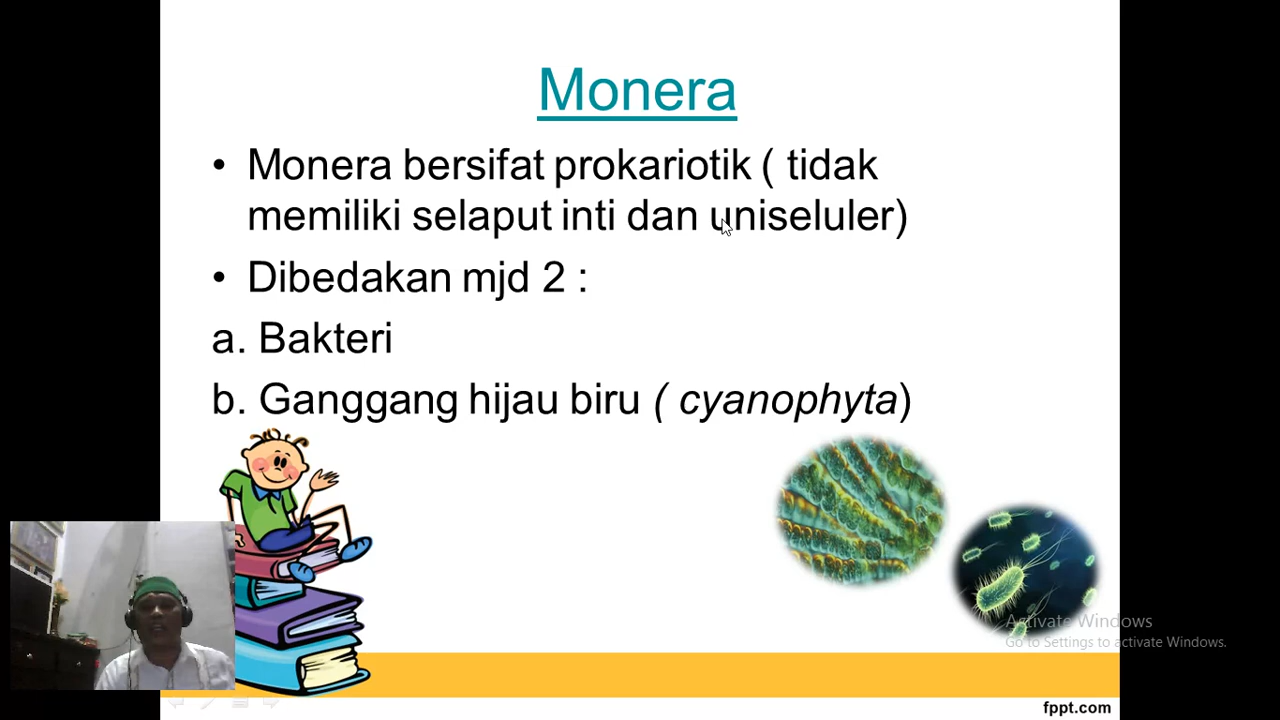 Monera
• Monera bersifat prokariotik ( tidak
memiliki selaput inti dan uniseluler)
• Dibedakan mjd 2 :
a. Bakteri
b. Ganggang hijau biru ( cyanophyta)
Activate Windows
Go to Settings to activate Windows.
fppt.com